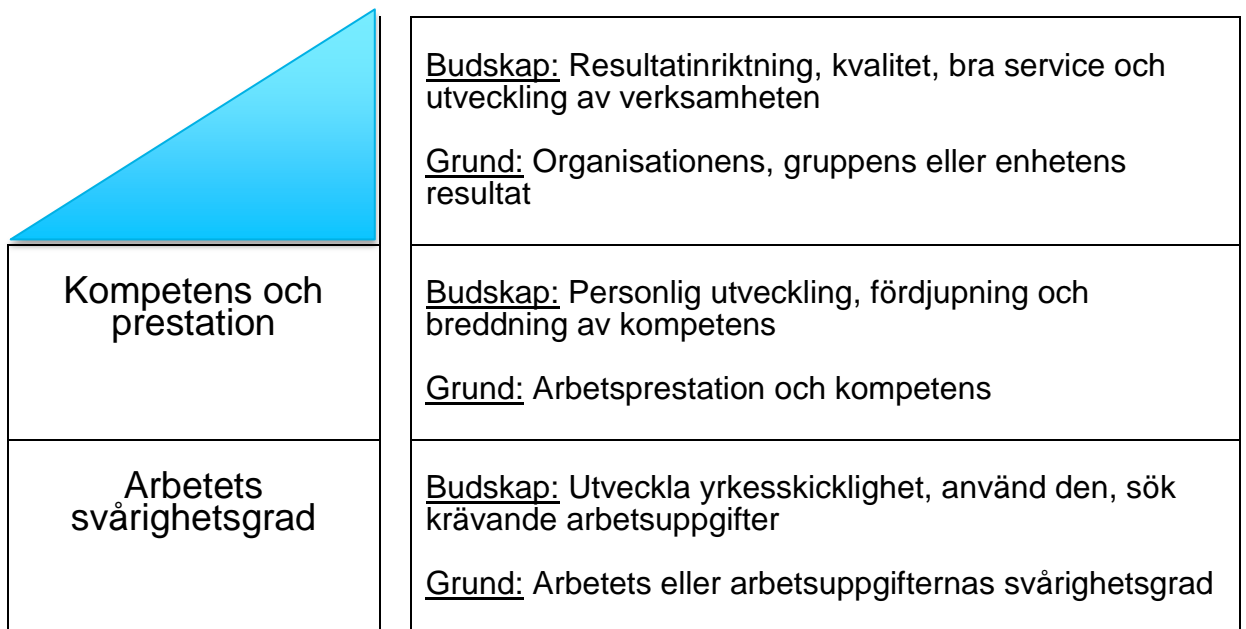 Budskap: Resultatinriktning, kvalitet, bra service och
utveckling av verksamheten
Grund: Organisationens, gruppens eller enhetens
resultat
Kompetens och
prestation
Budskap: Personlig utveckling, fördjupning och
breddning av kompetens
Grund: Arbetsprestation och kompetens
Arbetets
svårighetsgrad
Budskap: Utveckla yrkesskicklighet, använd den, sök
krävande arbetsuppgifter
Grund: Arbetets eller arbetsuppgifternas svårighetsgrad